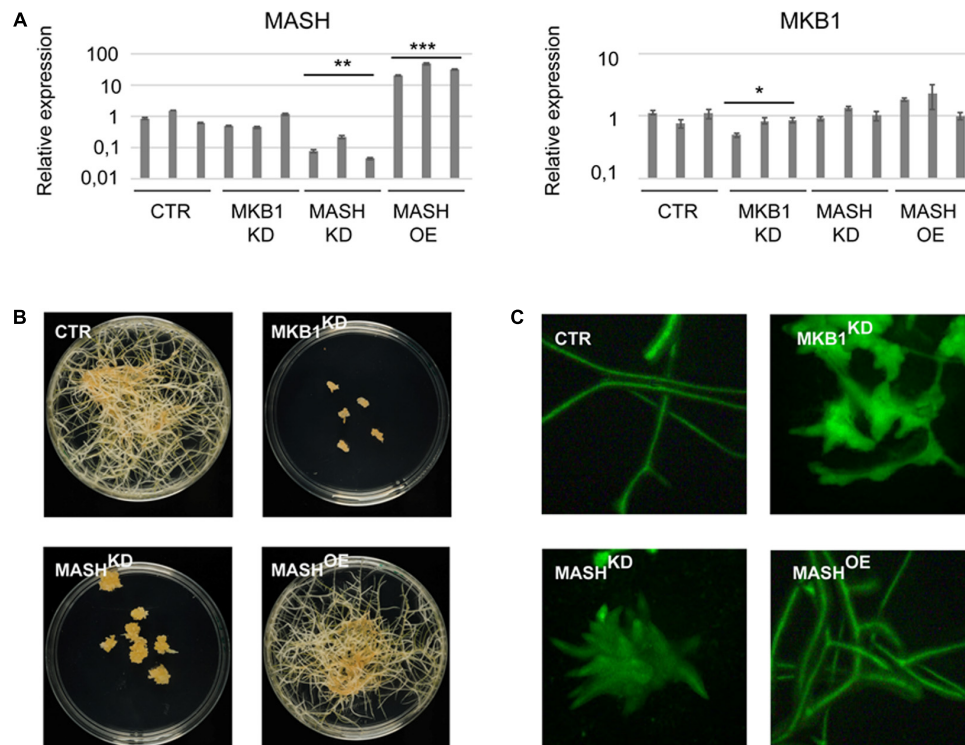 A
MASH
Relative expression
100
10
1
0,1
0,01
**
***
CTR
MKB1 KD
MASH KD
MASH OE
MKB1
Relative expression
10
1
0,1
*
CTR
MKB1 KD
MASH KD
MASH OE
B
CTR
MKB1KD
MASHKD
MASHOE
C
CTR
MKB1KD
MASHKD
MASHOE